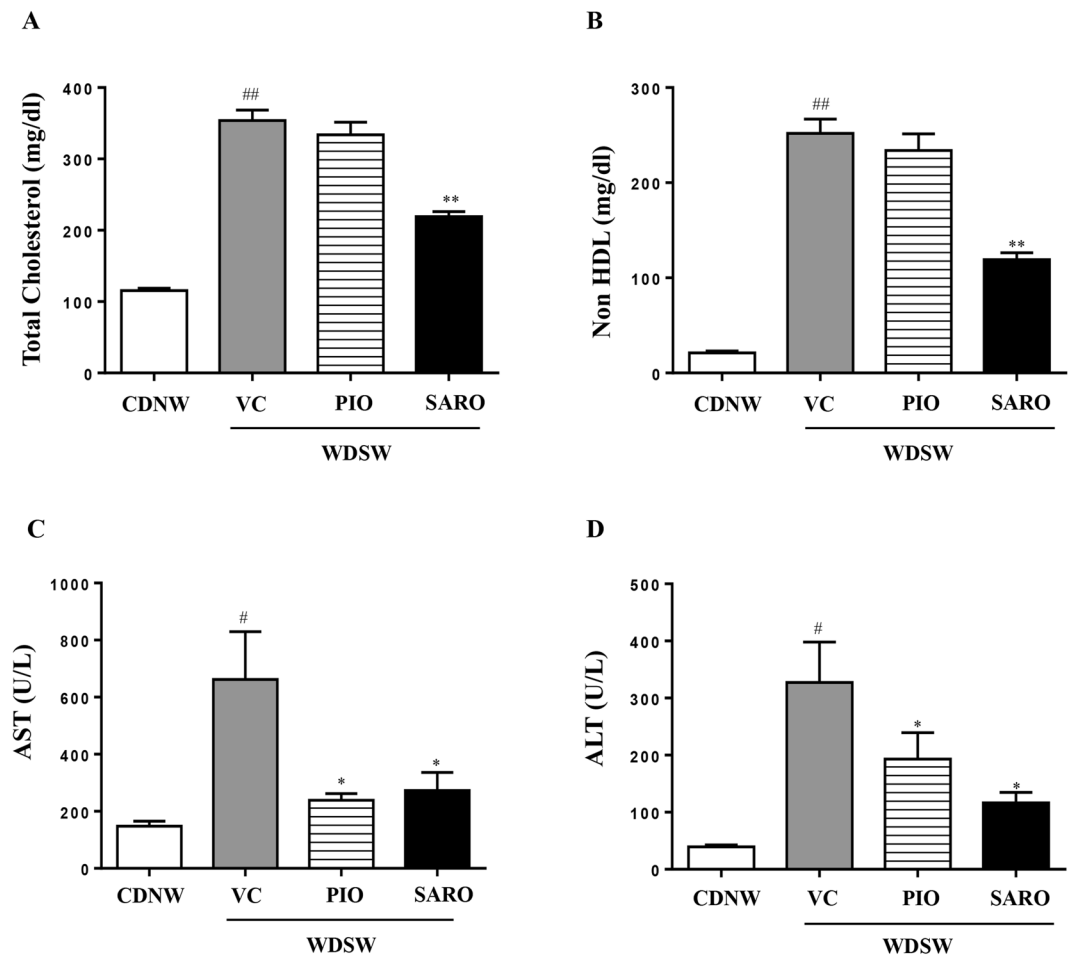 A
Total Cholesterol (mg/dl)
400
300
200
100
0
##
**
CDNW VC PIO SARO
WDSW
B
Non HDL (mg/dl)
300
200
100
0
##
**
CDNW VC PIO SARO
WDSW
C
AST (U/L)
1000
800
600
400
200
0
#
*
*
CDNW VC PIO SARO
WDSW
D
ALT (U/L)
500
400
300
200
100
0
#
*
*
CDNW VC PIO SARO
WDSW